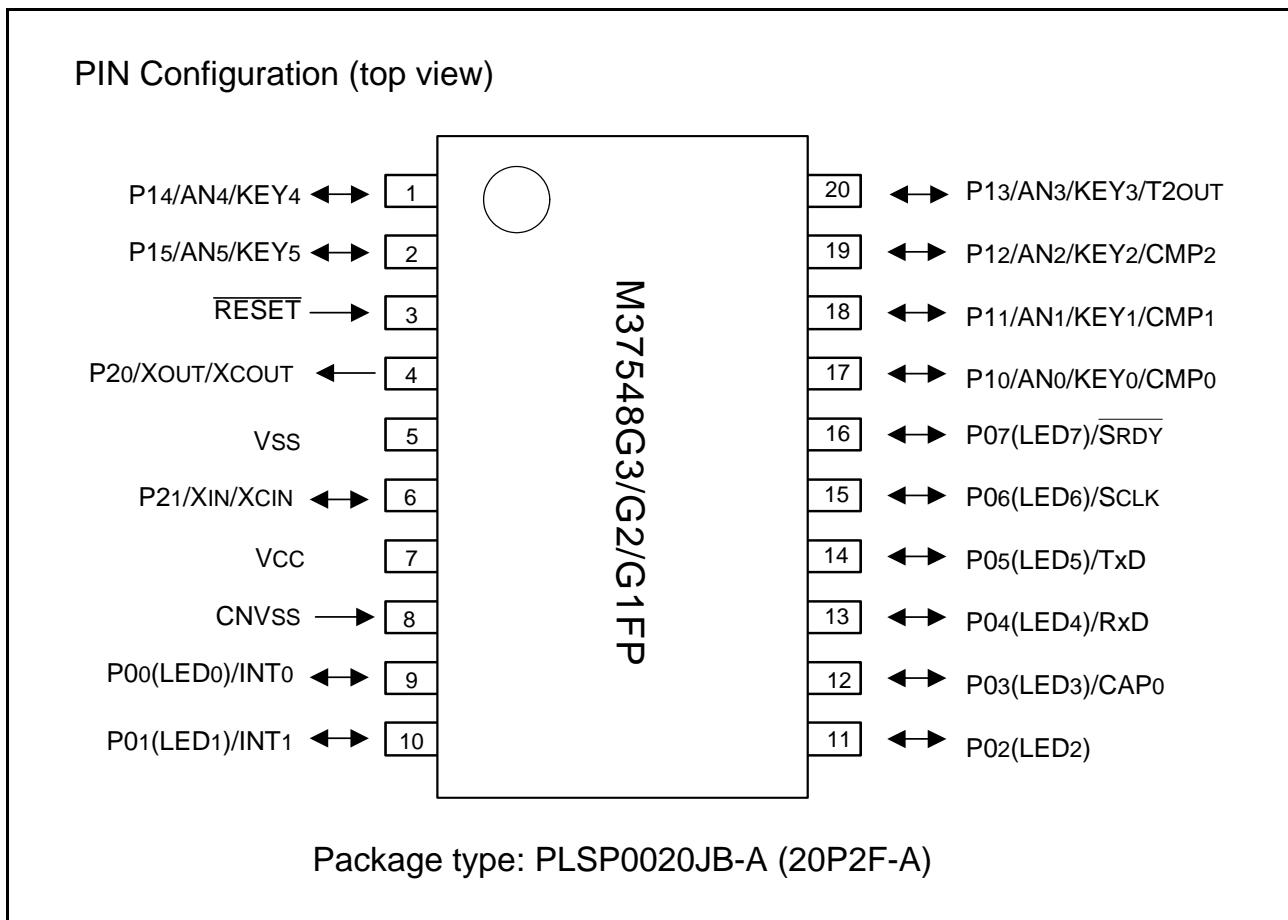 PIN Configuration (top view)
P14/AN4/KEY4 1
P15/AN5/KEY5 2
RESET 3
P20/XOUT/XCOUT 4
VSS 5
P21/XIN/XCIN 6
VCC 7
CNVSS 8
P00(LED0)/INT0 9
P01(LED1)/INT1 10
M37548G3/G2/G1FP
20 P13/AN3/KEY3/T2OUT
19 P12/AN2/KEY2/CMP2
18 P11/AN1/KEY1/CMP1
17 P10/AN0/KEY0/CMP0
16 P07(LED7)/SRDY
15 P06(LED6)/SCLK
14 P05(LED5)/TxD
13 P04(LED4)/RxD
12 P03(LED3)/CAP0
11 P02(LED2)
Package type: PLSP0020JB-A (20P2F-A)